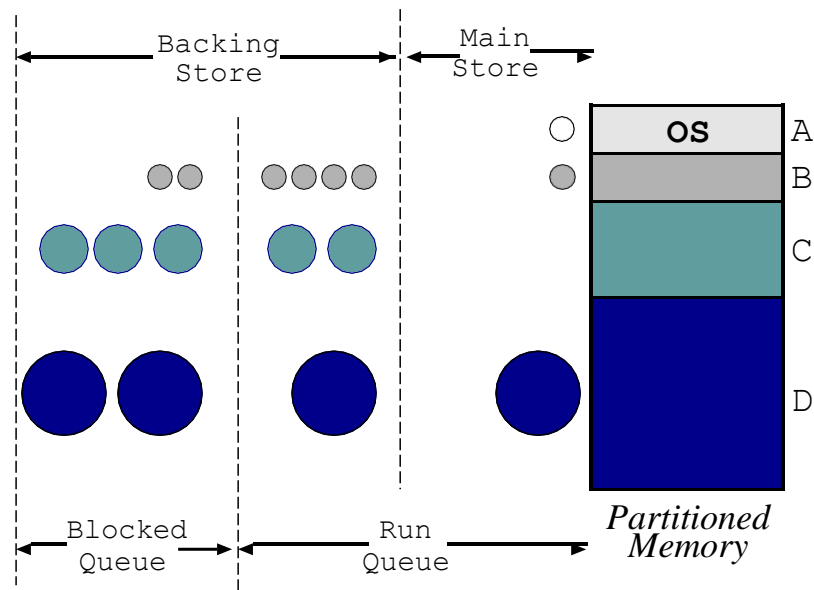 Backing
Store
Main
Store
OS
A
B
C
D
Blocked
Queue
Run
Queue
Partitioned
Memory